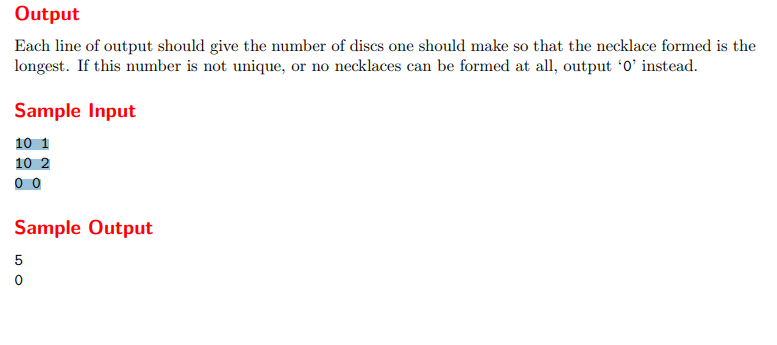 Output
Each line of output should give the number of discs one should make so that the necklace formed is the
longest. If this number is not unique, or no necklaces can be formed at all, output ‘0’ instead.
Sample Input
10 1
10 2
0 0
Sample Output
5
0